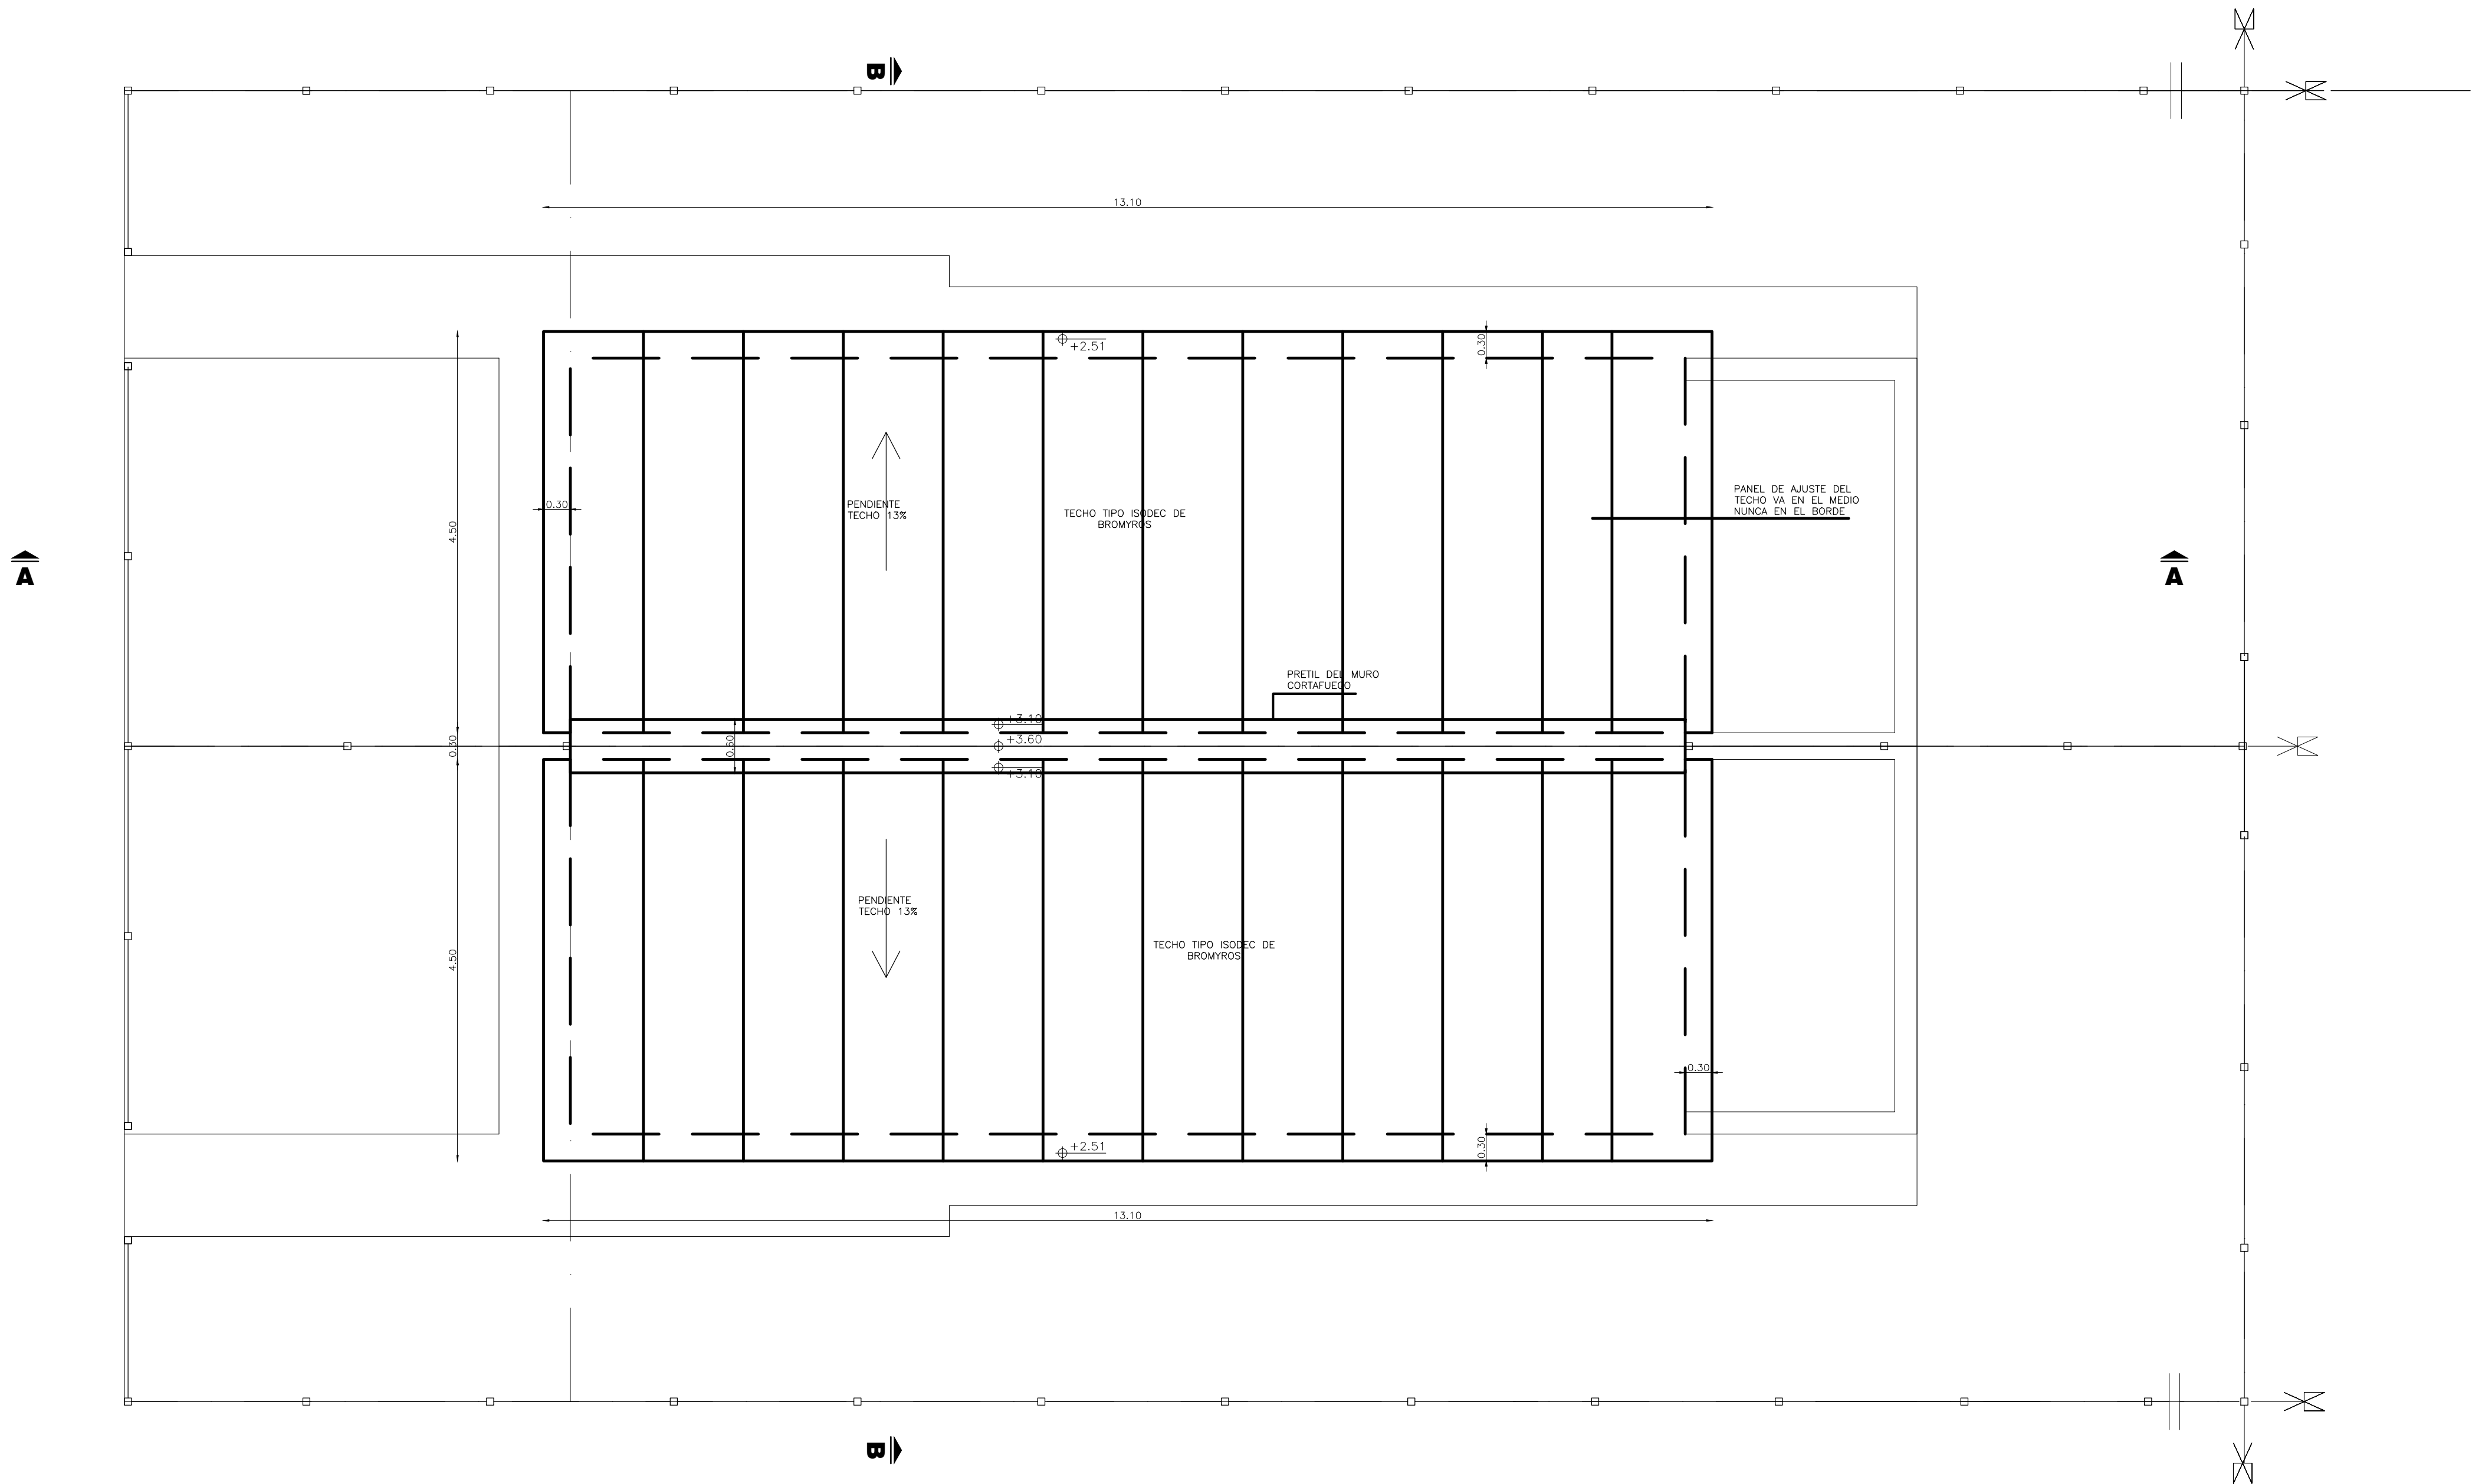 B
13.10
+2.51
0.30
PANEL DE AJUSTE DEL
TECHO VA EN EL MEDIO
NUNCA EN EL BORDE
0.30
PENDIENTE
TECHO 13%
TECHO TIPO ISODEC DE
BROMYROS
4.50
A
A
PRETIL DEL MURO
CORTAFUEGO
+3.10
0.30
0.60
+3.60
+3.10
PENDIENTE
TECHO 13%
TECHO TIPO ISODEC DE
BROMYROS
4.50
0.30
+2.51
0.30
13.10
B